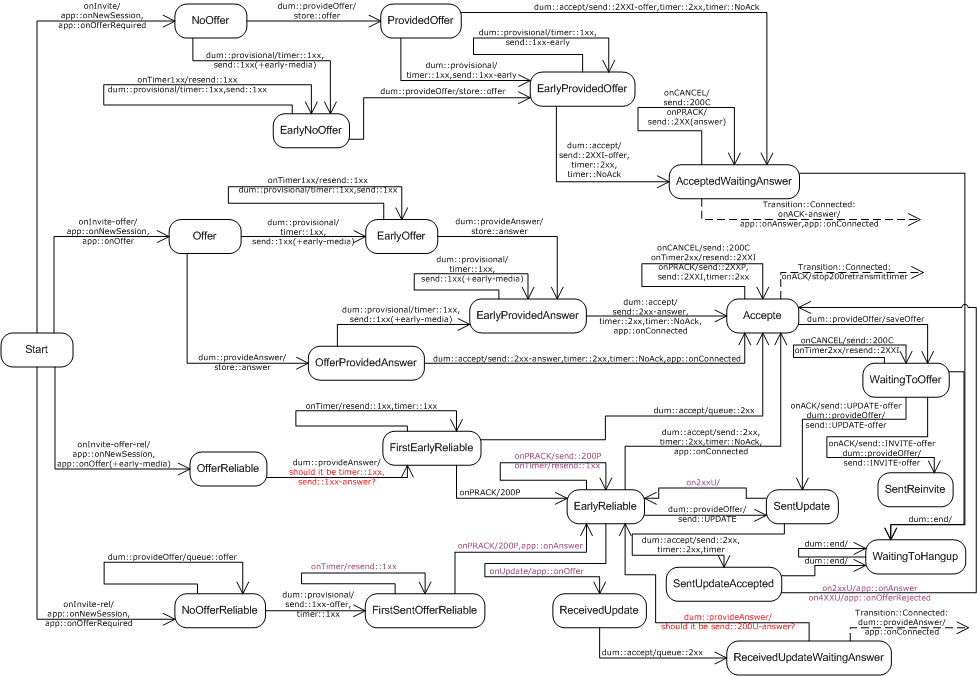 onInvite/
app::onNewSession,
app::onOfferRequired
NoOffer
dum::provideOffer/
store::offer
ProvidedOffer
dum::accept/send::2XXI-offer,timer::2xx,timer::NoAck
dum::provisional/timer::1xx,
send::1xx-early
dum::provisional/timer::1xx,
send::1xx(+early-media)
dum::provisional/
timer::1xx,send::1xx-early
onTimer1xx/resend::1xx
dum::provisional/timer::1xx,send::1xx
dum::provideOffer/store::offer
EarlyProvidedOffer
EarlyNoOffer
onCANCEL/
send::200C
onPRACK/
send::2XX(answer)
dum::accept/
send::2XXI-offer,
timer::2xx,
timer::NoAck
AcceptedWaitingAnswer
Transition::Connected:
onACK-answer/
app::onAnswer,app::onConnected
onTimer1xx/resend::1xx
dum::provisional/timer::1xx,send::1xx
onInvite-offer/
app::onNewSession,
app::onOffer
Offer
dum::provisional/
timer::1xx,
send::1xx(+early-media)
EarlyOffer
dum::provideAnswer/
store::answer
dum::provisional/
timer::1xx,
send::1xx(+early-media)
onCANCEL/send::200C
onTimer2xx/resend::2XXI
onPRACK/send::2XXP,
send::2XXI,timer::2xx
Transition::Connected:
onACK/stop200retransmittimer
dum::provisional/timer::1xx,
send::1xx(+early-media)
EarlyProvidedAnswer
dum::accept/
send::2xx-answer,
timer::2xx,timer::NoAck,
app::onConnected
Accepte
dum::provideOffer/saveOffer
Start
dum::provideAnswer/
store::answer
OfferProvidedAnswer
dum::accept/send::2xx-answer,timer::2xx,timer::NoAck,app::onConnected
onCANCEL/send::200C
onTimer2xx/resend::2XXI
WaitingToOffer
onTimer/resend::1xx,timer::1xx
dum::accept/queue::2xx
onACK/send::UPDATE-offer
dum::provideOffer/
send::UPDATE-offer
onInvite-offer-rel/
app::onNewSession,
app::onOffer(+early-media)
OfferReliable
dum::provideAnswer/
should it be timer::1xx,
send::1xx-answer?
FirstEarlyReliable
dum::accept/send::2xx,
timer::2xx,timer::NoAck,
app::onConnected
onACK/send::INVITE-offer
dum::provideOffer/
send::INVITE-offer
onPRACK/send::200P
onTimer/resend::1xx
onPRACK/200P
on2xxU/
SentReinvite
EarlyReliable
dum::provideOffer/
send::UPDATE
SentUpdate
dum::end/
onPRACK/200P,app::onAnswer
dum::accept/send::2xx,
timer::2xx,timer
dum::end/
dum::end/
WaitingToHangup
dum::provideOffer/queue::offer
onTimer/resend::1xx
onUpdate/app::onOffer
SentUpdateAccepted
on2xxU/app::onAnswer
on4XXU/app::onOfferRejected
onInvite-rel/
app::onNewSession,
app::onOfferRequired
NoOfferReliable
dum::provisional/
send::1xx-offer,
timer::1xx
FirstSentOfferReliable
ReceivedUpdate
dum::provideAnswer/
should it be send::200U-answer?
Transition::Connected:
dum::provideAnswer/
app::onConnected
dum::accept/queue::2xx
ReceivedUpdateWaitingAnswer